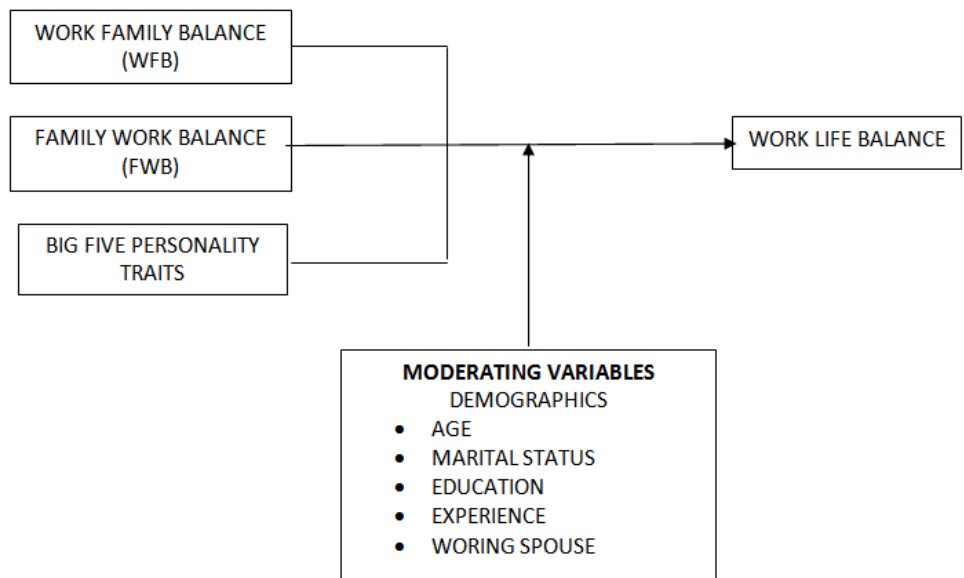 WORK FAMILY BALANCE
(WFB)
FAMILY WORK BALANCE
(FWB)
WORK LIFE BALANCE
BIG FIVE PERSONALITY
TRAITS
MODERATING VARIABLES
DEMOGRAPHICS
• AGE
• MARITAL STATUS
• EDUCATION
• EXPERIENCE
• WORING SPOUSE